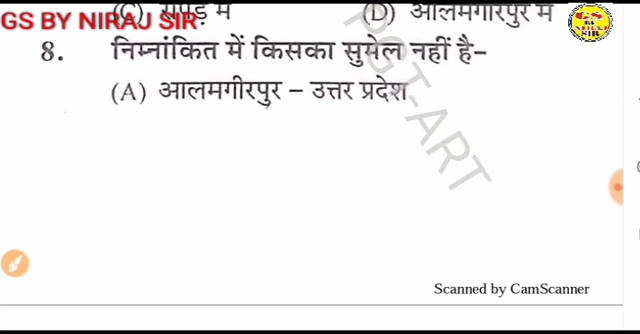 (C) रोपड़ में (D) आलमगीरपुर में
GS BY NIRAJ SIR
8. निम्नांकित में किसका सुमेल नहीं है–
(A) आलमगीरपुर – उत्तर प्रदेश
PGT-ART
Scanned by CamScanner